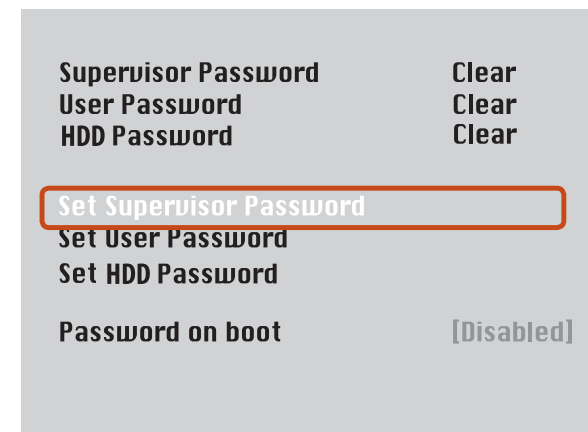 Supervisor Password Clear
User Password Clear
HDD Password Clear
Set Supervisor Password
Set User Password
Set HDD Password
Password on boot [Disabled]